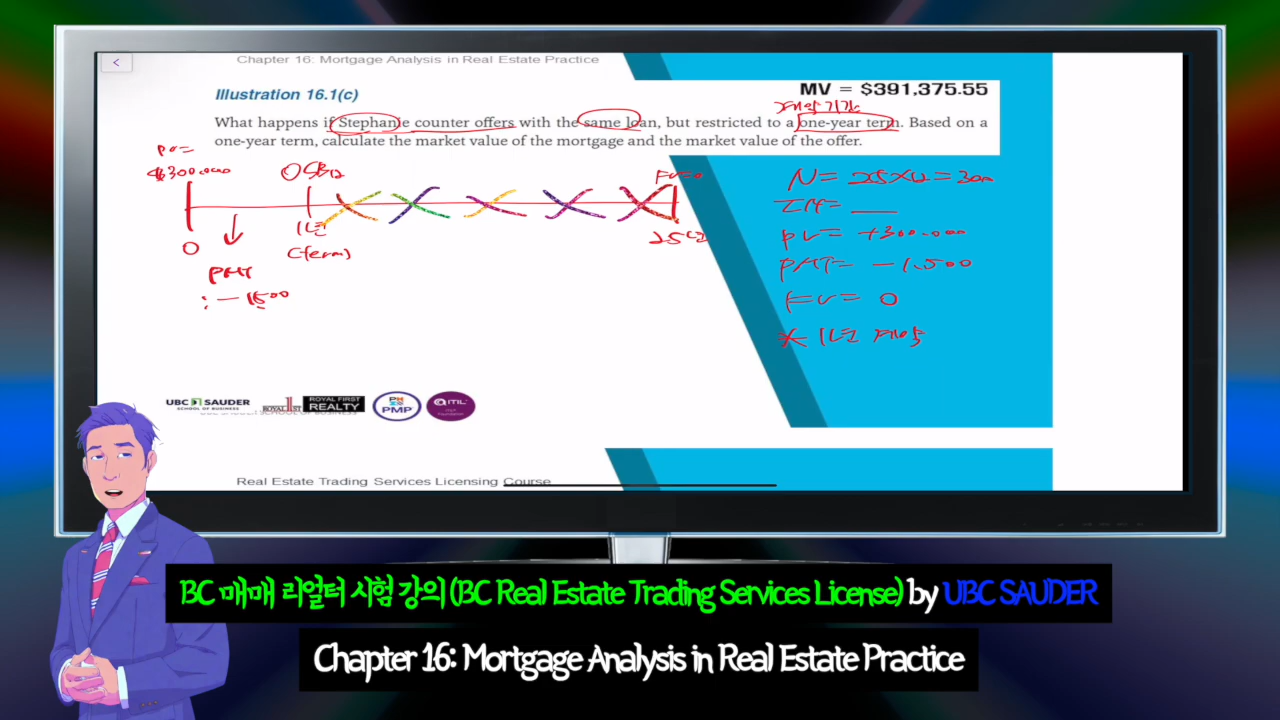 Chapter 16: Mortgage Analysis in Real Estate Practice
Illustration 16.1(c)
MV = $391,375.55
계약기간
What happens if Stephanie counter offers with the same loan, but restricted to a one-year term. Based on a
one-year term, calculate the market value of the mortgage and the market value of the offer.
PV=
$300.000
FV=0
0
1년
(term)
25년
PMT
: -1500
N= 25×12=300
PV= +300.000
PMT= -1.500
FV= 0
* 1년 계약
UBC SAUDER
SCHOOL OF BUSINESS
ROYAL 1ST
ROYAL FIRST
REALTY
PMP
ITIL
Real Estate Trading Services Licensing Course
BC 매매 리얼터 시험 강의 (BC Real Estate Trading Services License) by UBC SAUDER
Chapter 16: Mortgage Analysis in Real Estate Practice